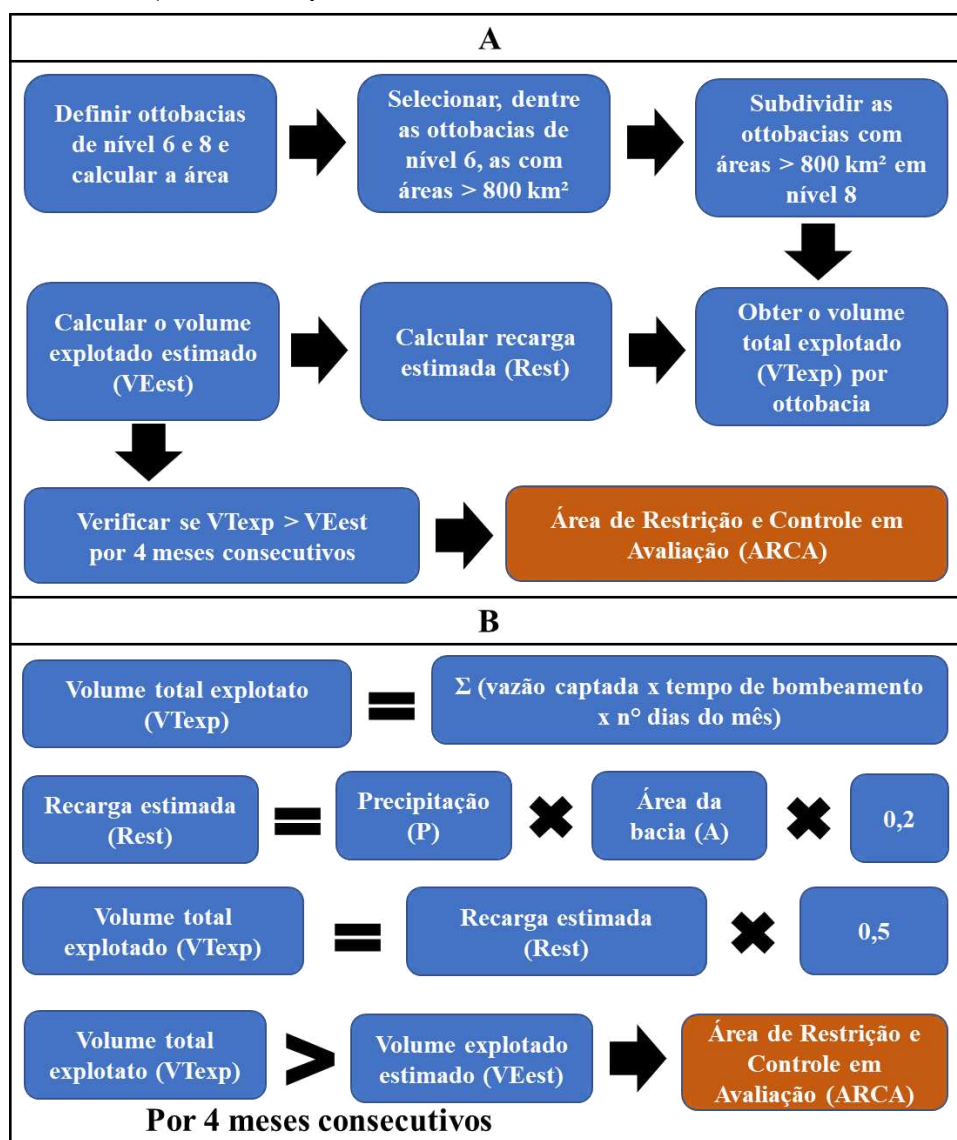 A
Definir ottobacias
de nível 6 e 8 e
calcular a área
Selecionar, dentre
as ottobacias de
nível 6, as com
áreas > 800 km²
Subdividir as
ottobacias com
áreas > 800 km² em
nível 8
Calcular o volume
explotado estimado
(VEest)
Calcular recarga
estimada (Rest)
Obter o volume
total explotado
(VTexp) por
ottobacia
Verificar se VTexp > VEest
por 4 meses consecutivos
Área de Restrição e Controle em
Avaliação (ARCA)
B
Volume total explotato
(VTexp)
=
Σ (vazão captada x tempo de bombeamento
x n° dias do mês)
Recarga estimada
(Rest)
=
Precipitação
(P)
×
Área da
bacia (A)
×
0,2
Volume total
explotado (VTexp)
=
Recarga estimada
(Rest)
×
0,5
Volume total
explotato (VTexp)
>
Volume explotado
estimado (VEest)
Área de Restrição e
Controle em
Avaliação (ARCA)
Por 4 meses consecutivos